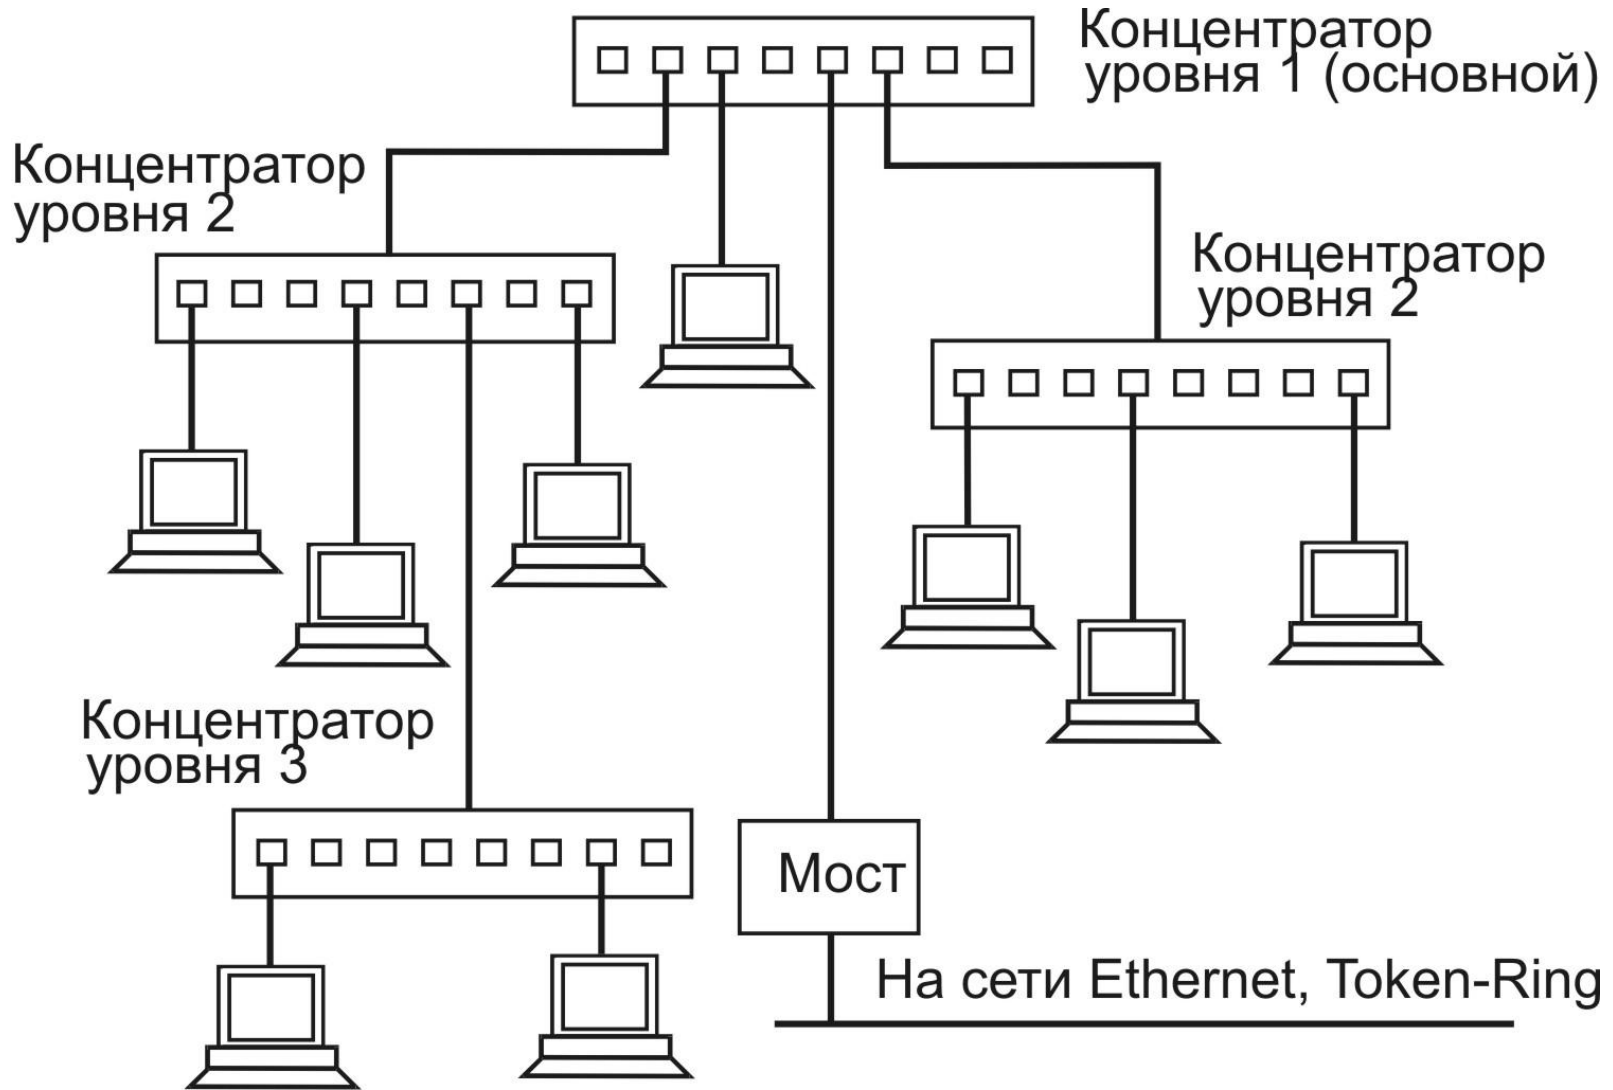 Концентратор
уровня 1 (основной)
Концентратор
уровня 2
Концентратор
уровня 2
Концентратор
уровня 3
Мост
На сети Ethernet, Token-Ring